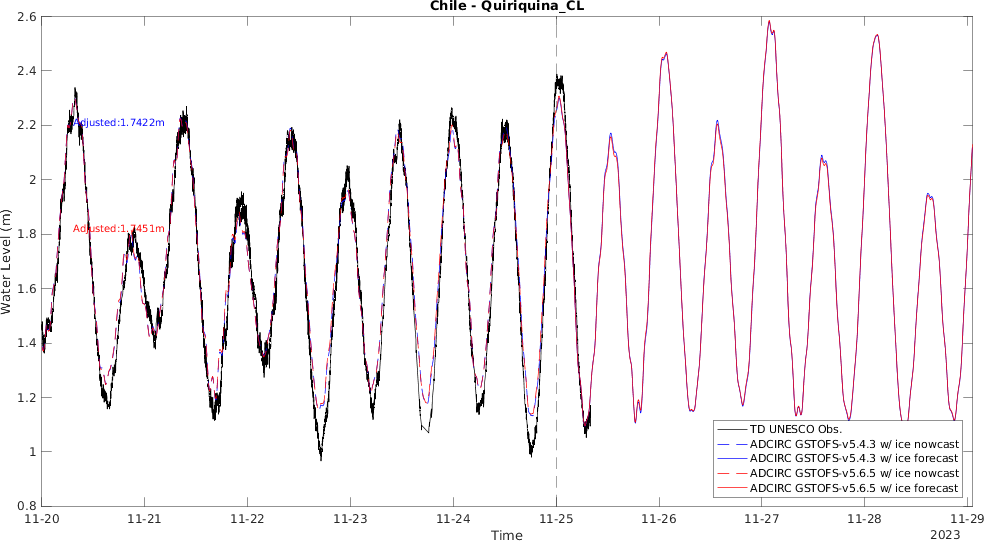 Chile - Quiriquina_CL
2.6
2.4
2.2
2
1.8
1.6
1.4
1.2
1
0.8
Water Level (m)
Adjusted:1.7422m
Adjusted:1.7451m
TD UNESCO Obs.
ADCIRC GSTOFS-v5.4.3 w/ ice nowcast
ADCIRC GSTOFS-v5.4.3 w/ ice forecast
ADCIRC GSTOFS-v5.6.5 w/ ice nowcast
ADCIRC GSTOFS-v5.6.5 w/ ice forecast
11-20 11-21 11-22 11-23 11-24 11-25 11-26 11-27 11-28 11-29
Time
2023